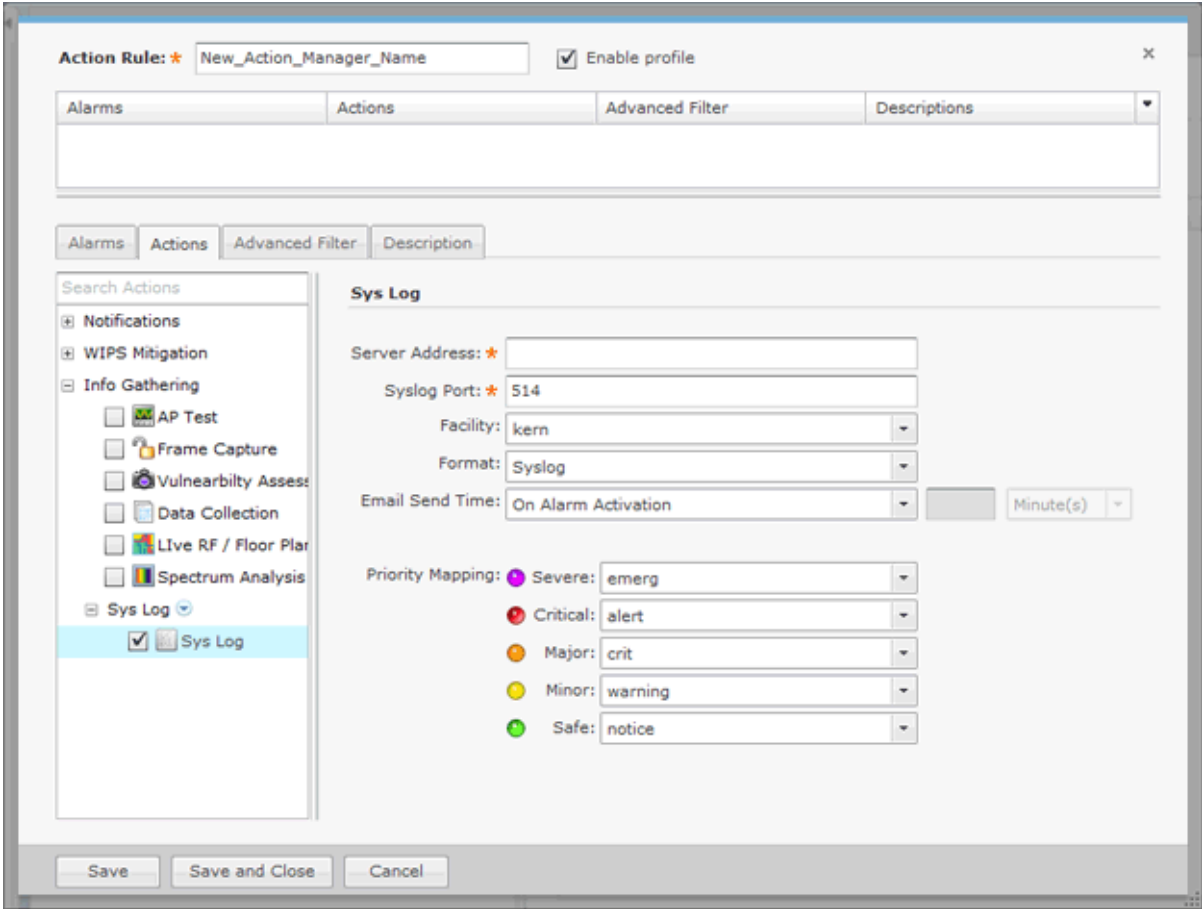 Action Rule: * New_Action_Manager_Name Enable profile ×
Alarms Actions Advanced Filter Descriptions
Alarms Actions Advanced Filter Description
Search Actions
Notifications
WIPS Mitigation
Info Gathering
AP Test
Frame Capture
Vulnearbilty Assess
Data Collection
LIve RF / Floor Plan
Spectrum Analysis
Sys Log
Sys Log
Sys Log
Server Address: *
Syslog Port: * 514
Facility: kern
Format: Syslog
Email Send Time: On Alarm Activation Minute(s)
Priority Mapping: Severe: emerg
Critical: alert
Major: crit
Minor: warning
Safe: notice
Save Save and Close Cancel